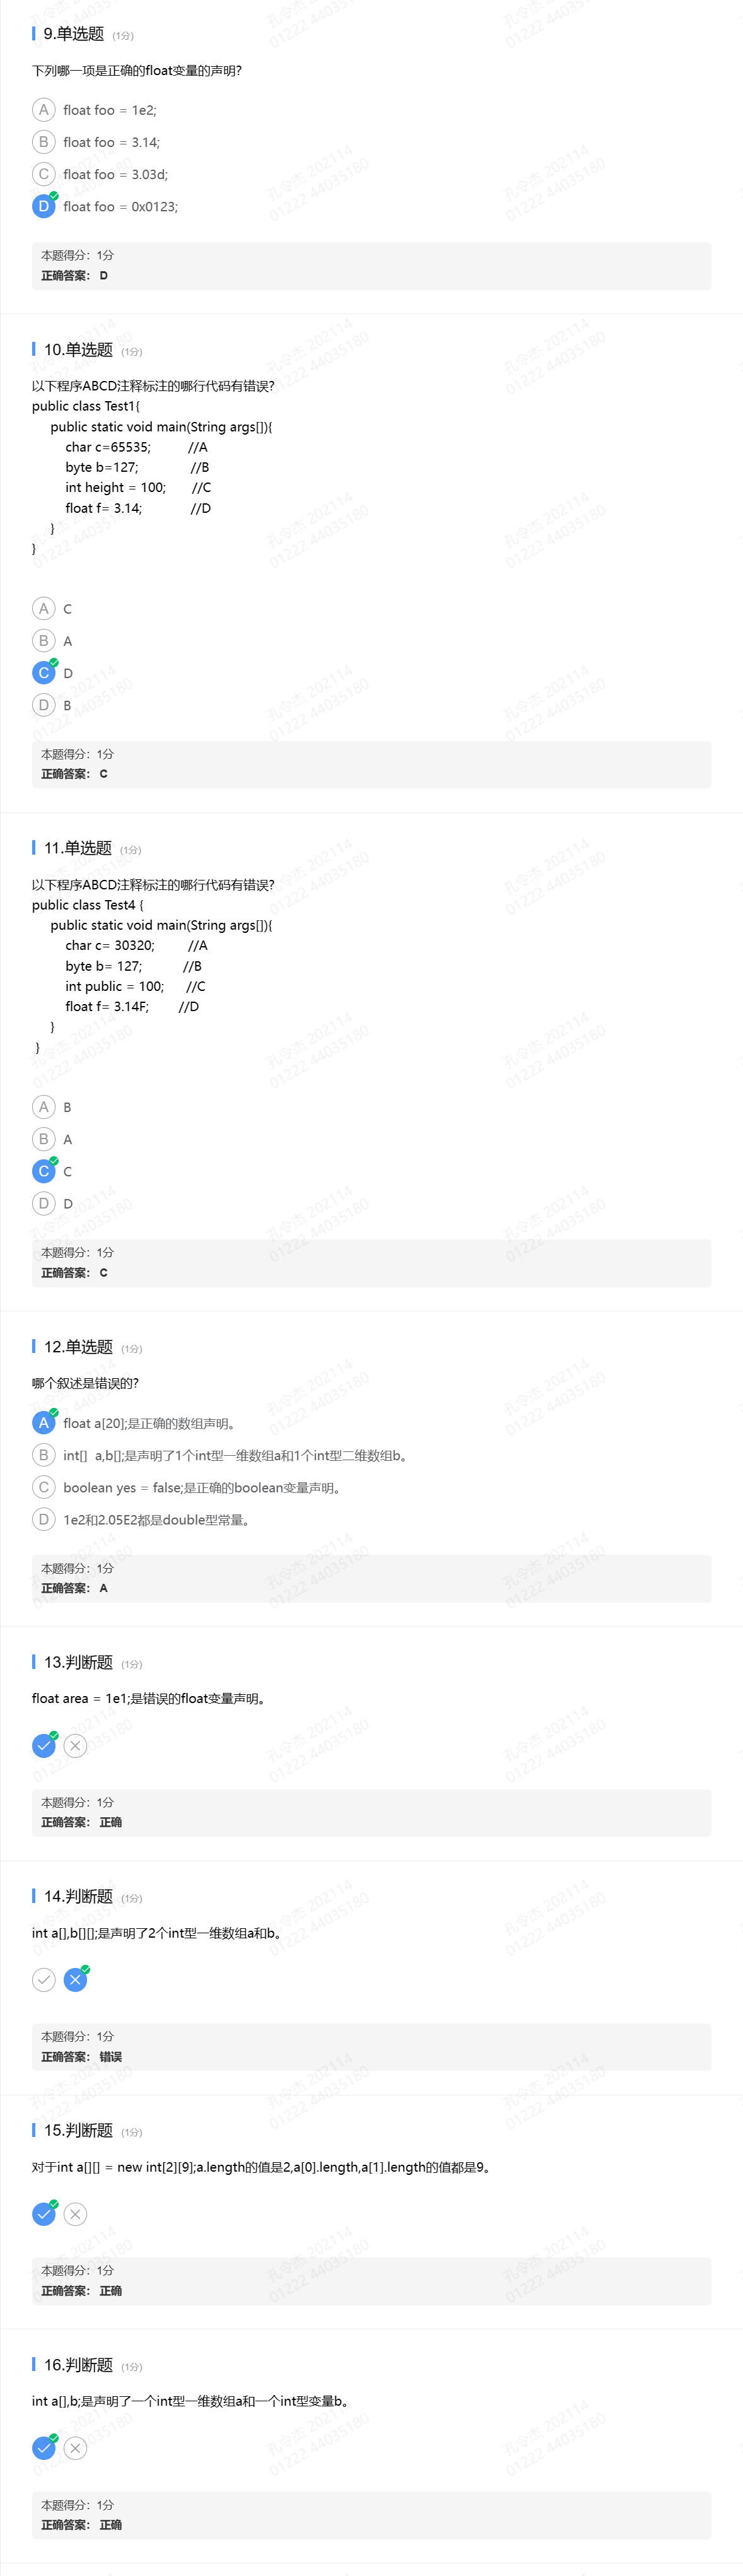 9.单选题 (1分)
下列哪一项是正确的float变量的声明?
A float foo = 1e2;
B float foo = 3.14;
C float foo = 3.03d;
D float foo = 0x0123;
本题得分：1分
正确答案： D
10.单选题 (1分)
以下程序ABCD注释标注的哪行代码有错误?
public class Test1{
public static void main(String args[]){
char c=65535; //A
byte b=127; //B
int height = 100; //C
float f= 3.14; //D
}
}
A C
B A
C D
D B
本题得分：1分
正确答案： C
11.单选题 (1分)
以下程序ABCD注释标注的哪行代码有错误?
public class Test4 {
public static void main(String args[]){
char c= 30320; //A
byte b= 127; //B
int public = 100; //C
float f= 3.14F; //D
}
}
A B
B A
C C
D D
本题得分：1分
正确答案： C
12.单选题 (1分)
哪个叙述是错误的?
A float a[20];是正确的数组声明。
B int[] a,b[];是声明了1个int型一维数组a和1个int型二维数组b。
C boolean yes = false;是正确的boolean变量声明。
D 1e2和2.05E2都是double型常量。
本题得分：1分
正确答案： A
13.判断题 (1分)
float area = 1e1;是错误的float变量声明。
本题得分：1分
正确答案： 正确
14.判断题 (1分)
int a[],b[][];是声明了2个int型一维数组a和b。
本题得分：1分
正确答案： 错误
15.判断题 (1分)
对于int a[][] = new int[2][9];a.length的值是2,a[0].length,a[1].length的值都是9。
本题得分：1分
正确答案： 正确
16.判断题 (1分)
int a[],b;是声明了一个int型一维数组a和一个int型变量b。
本题得分：1分
正确答案： 正确
孔令杰 202114
01222 44035180